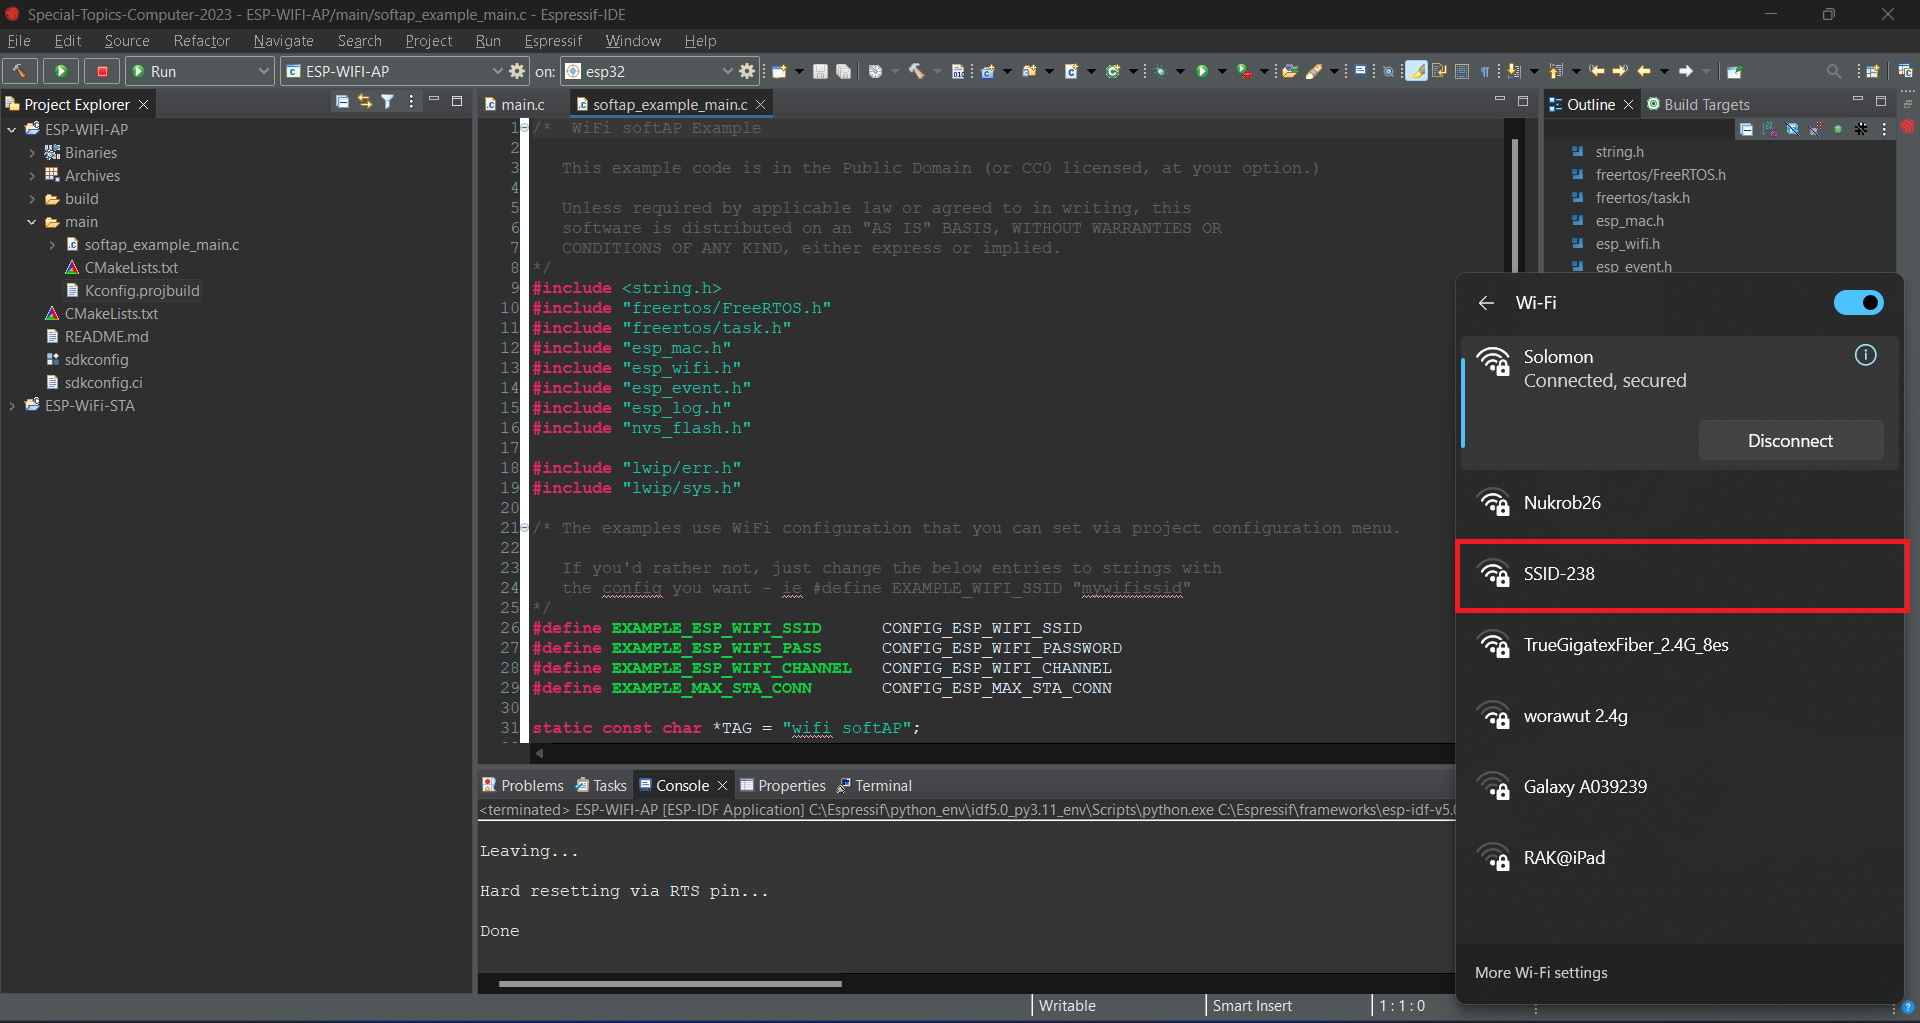 Special-Topics-Computer-2023 - ESP-WIFI-AP/main/softap_example_main.c - Espressif-IDE
File Edit Source Refactor Navigate Search Project Run Espressif Window Help
Run
ESP-WIFI-AP
on:
esp32
Project Explorer
ESP-WIFI-AP
Binaries
Archives
build
main
softap_example_main.c
CMakeLists.txt
Kconfig.projbuild
CMakeLists.txt
README.md
sdkconfig
sdkconfig.ci
ESP-WiFi-STA
main.c
softap_example_main.c
1 /* WiFi softAP Example
2
3 This example code is in the Public Domain (or CC0 licensed, at your option.)
4
5 Unless required by applicable law or agreed to in writing, this
6 software is distributed on an "AS IS" BASIS, WITHOUT WARRANTIES OR
7 CONDITIONS OF ANY KIND, either express or implied.
8 */
9 #include <string.h>
10 #include "freertos/FreeRTOS.h"
11 #include "freertos/task.h"
12 #include "esp_mac.h"
13 #include "esp_wifi.h"
14 #include "esp_event.h"
15 #include "esp_log.h"
16 #include "nvs_flash.h"
17
18 #include "lwip/err.h"
19 #include "lwip/sys.h"
20
21 /* The examples use WiFi configuration that you can set via project configuration menu.
22
23 If you'd rather not, just change the below entries to strings with
24 the config you want - ie #define EXAMPLE_WIFI_SSID "mywifissid"
25 */
26 #define EXAMPLE_ESP_WIFI_SSID CONFIG_ESP_WIFI_SSID
27 #define EXAMPLE_ESP_WIFI_PASS CONFIG_ESP_WIFI_PASSWORD
28 #define EXAMPLE_ESP_WIFI_CHANNEL CONFIG_ESP_WIFI_CHANNEL
29 #define EXAMPLE_MAX_STA_CONN CONFIG_ESP_MAX_STA_CONN
30
31 static const char *TAG = "wifi softAP";
Outline
Build Targets
string.h
freertos/FreeRTOS.h
freertos/task.h
esp_mac.h
esp_wifi.h
esp_event.h
Wi-Fi
Solomon
Connected, secured
Disconnect
Nukrob26
SSID-238
TrueGigatexFiber_2.4G_8es
worawut 2.4g
Galaxy A039239
RAK@iPad
More Wi-Fi settings
Problems
Tasks
Console
Properties
Terminal
<terminated> ESP-WIFI-AP [ESP-IDF Application] C:\Espressif\python_env\idf5.0_py3.11_env\Scripts\python.exe C:\Espressif\frameworks\esp-idf-v5.0
Leaving...
Hard resetting via RTS pin...
Done
Writable
Smart Insert
1 : 1 : 0